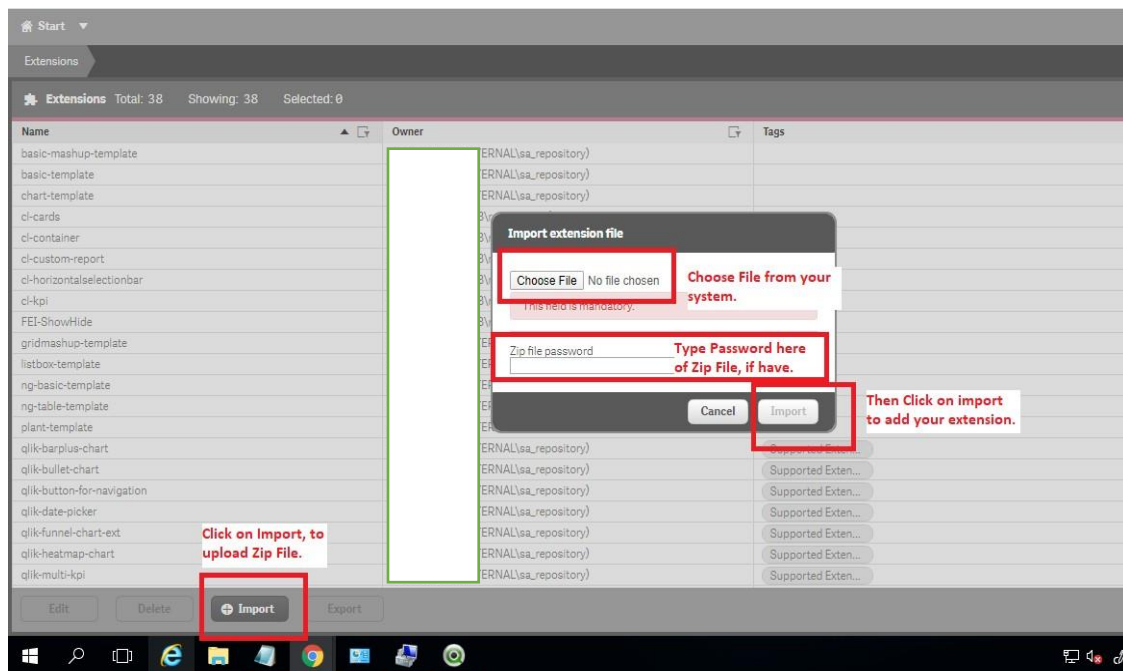 Start
Extensions
Extensions Total: 38 Showing: 38 Selected: 0
Name Owner Tags
basic-mashup-template ERNAL\sa_repository)
basic-template ERNAL\sa_repository)
chart-template ERNAL\sa_repository)
cl-cards
cl-container
cl-custom-report
cl-horizontalselectionbar
cl-kpi
FEI-ShowHide
gridmashup-template
listbox-template
ng-basic-template
ng-table-template
plant-template
qlik-barplus-chart ERNAL\sa_repository) Supported Exten...
qlik-bullet-chart ERNAL\sa_repository) Supported Exten...
qlik-button-for-navigation ERNAL\sa_repository) Supported Exten...
qlik-date-picker ERNAL\sa_repository) Supported Exten...
qlik-funnel-chart-ext ERNAL\sa_repository) Supported Exten...
qlik-heatmap-chart ERNAL\sa_repository) Supported Exten...
qlik-multi-kpi ERNAL\sa_repository) Supported Exten...
Import extension file
Choose File No file chosen
This field is mandatory.
Choose File from your
system.
Zip file password
Type Password here
of Zip File, if have.
Cancel Import
Then Click on import
to add your extension.
Click on Import, to
upload Zip File.
Edit Delete Import Export